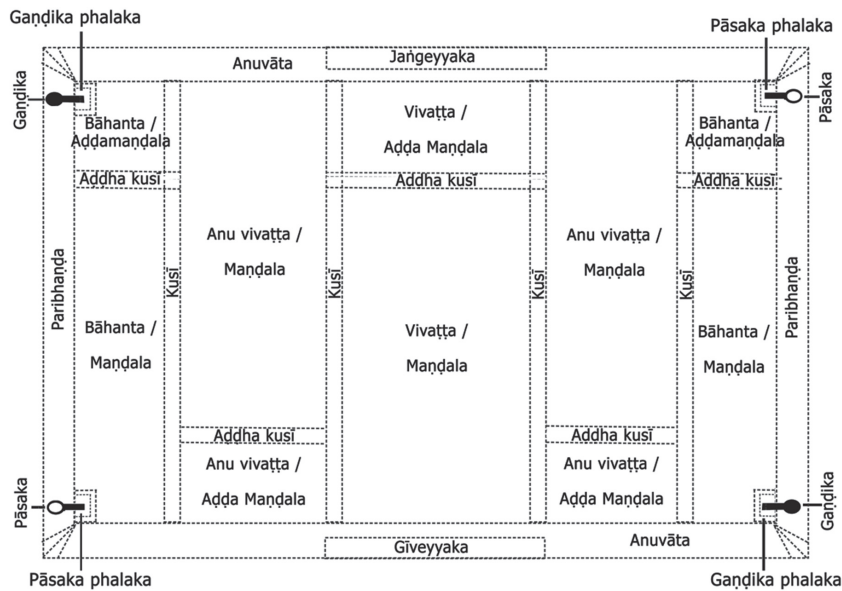 Gaṇḍika phalaka
Pāsaka phalaka
Anuvāta
Jaṅgeyyaka
Gaṇḍika
Pāsaka
Bāhanta /
Aḍḍamaṇḍala
Vivaṭṭa /
Aḍḍa Maṇḍala
Bāhanta /
Aḍḍamaṇḍala
Aḍḍha kusī
Aḍḍha kusī
Aḍḍha kusī
Anu vivaṭṭa /
Maṇḍala
Anu vivaṭṭa /
Maṇḍala
Paribhaṇḍa
Kusī
Kusī
Kusī
Kusī
Paribhaṇḍa
Bāhanta /
Maṇḍala
Vivaṭṭa /
Maṇḍala
Bāhanta /
Maṇḍala
Aḍḍha kusī
Aḍḍha kusī
Anu vivaṭṭa /
Aḍḍa Maṇḍala
Anu vivaṭṭa /
Aḍḍa Maṇḍala
Pāsaka
Gaṇḍika
Gīveyyaka
Anuvāta
Pāsaka phalaka
Gaṇḍika phalaka